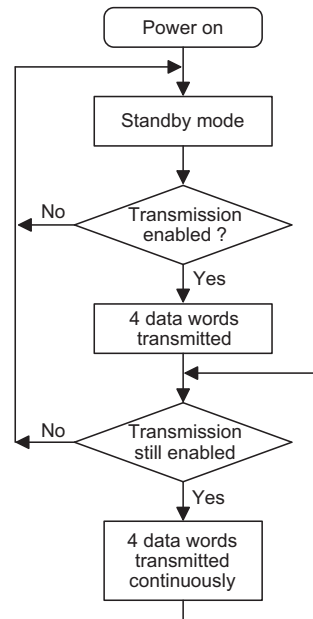 Power on
Standby mode
Transmission
enabled ?
No
Yes
4 data words
transmitted
Transmission
still enabled
No
Yes
4 data words
transmitted
continuously